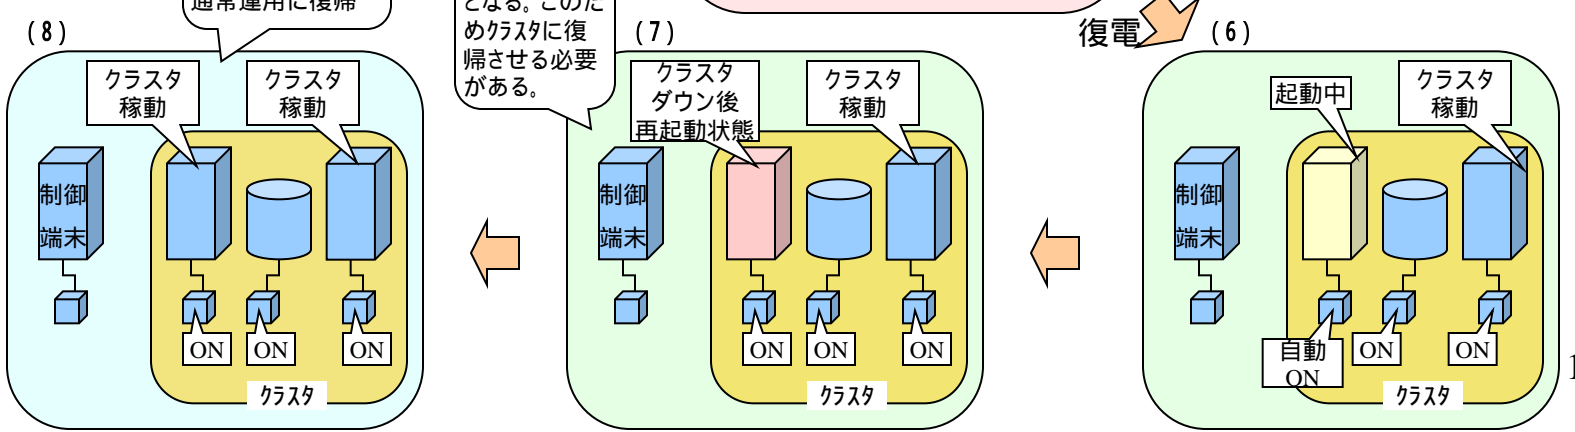 通常運用に復帰
となる。このた
めｸﾗｽﾀに復
帰させる必要
がある。
復電
(8)
クラスタ
稼動
クラスタ
稼動
制御
端末
ON
ON
ON
ｸﾗｽﾀ
(7)
クラスタ
ダウン後
再起動状態
クラスタ
稼動
制御
端末
ON
ON
ON
ｸﾗｽﾀ
(6)
起動中
クラスタ
稼動
制御
端末
自動
ON
ON
ON
ｸﾗｽﾀ
1